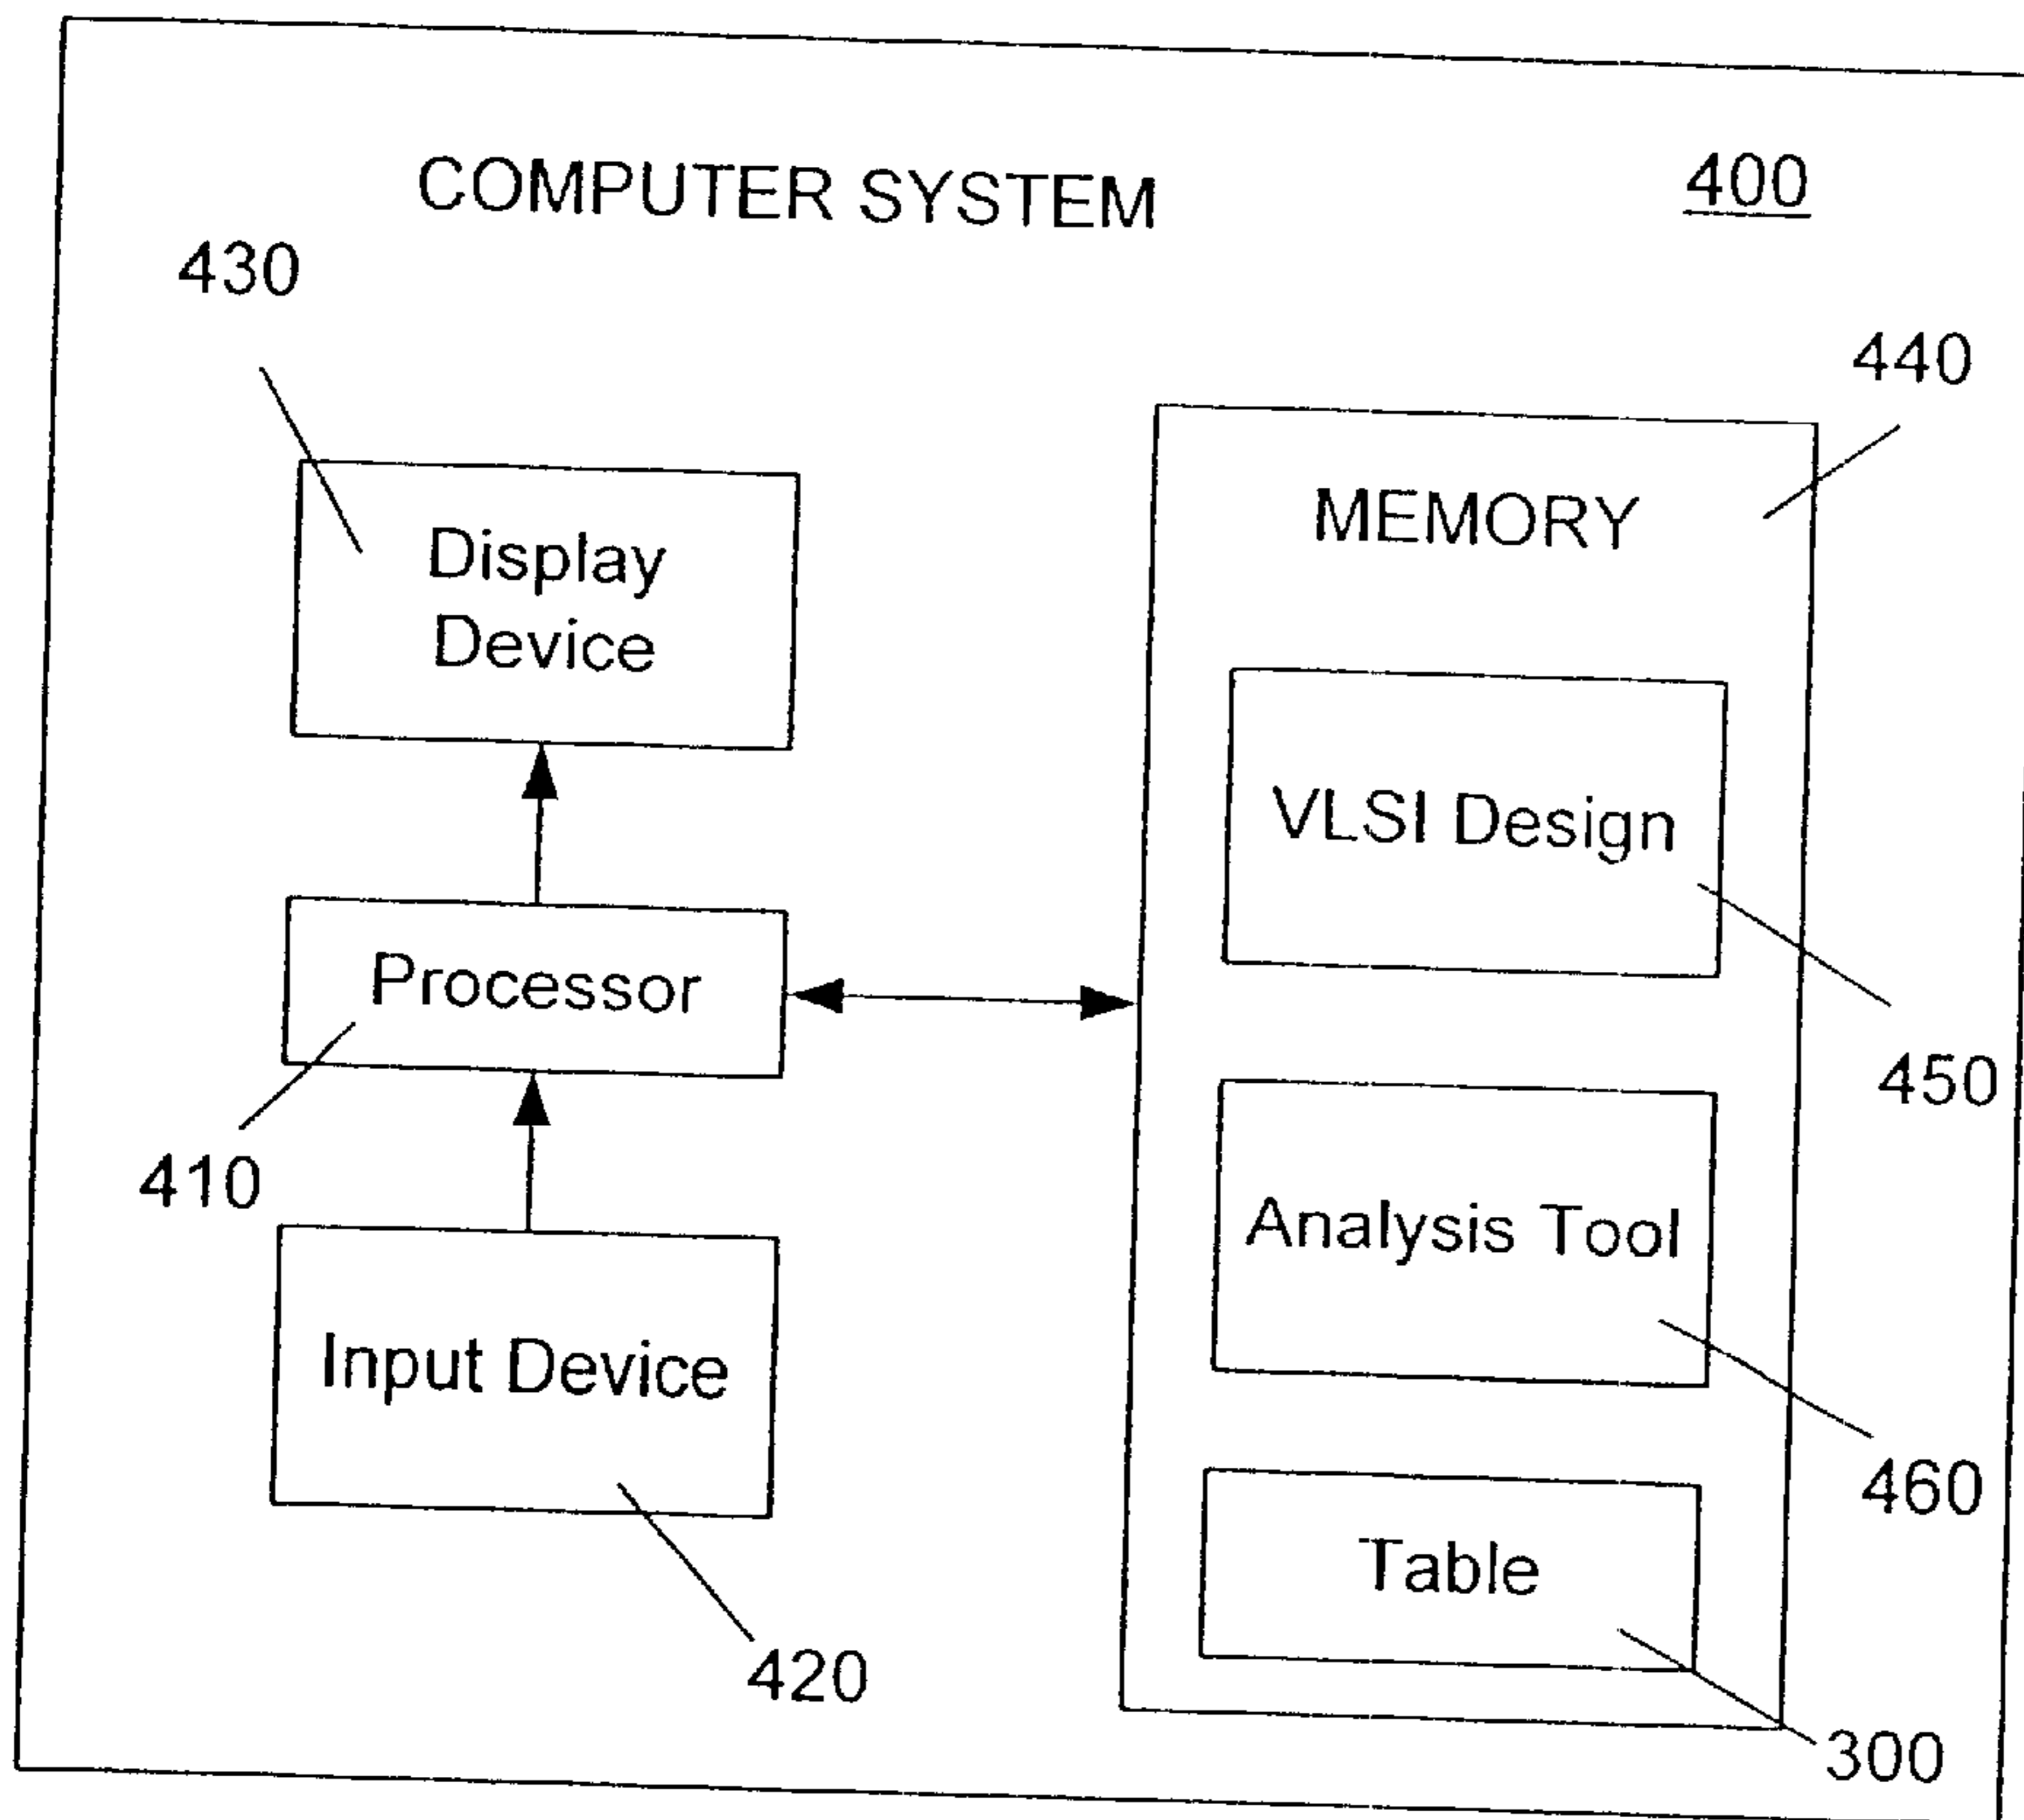 COMPUTER SYSTEM
400
430
440
Display
Device
MEMORY
VLSI Design
Processor
450
410
Analysis Tool
Input Device
460
Table
420
300